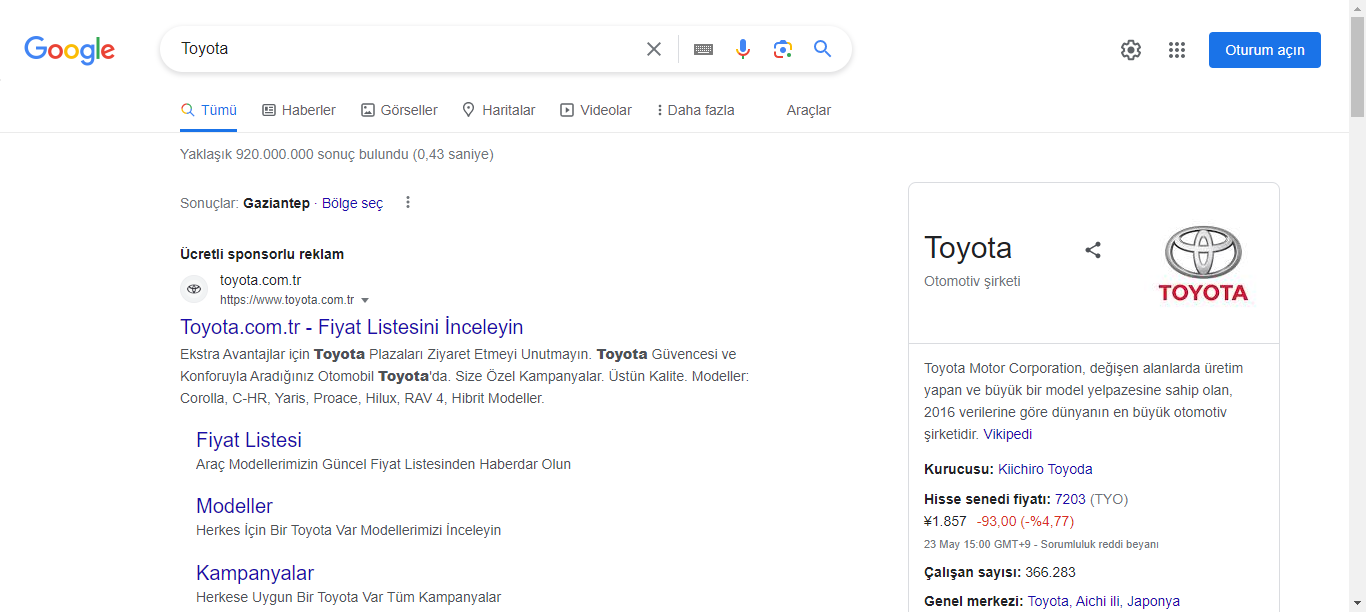 Google
Toyota
Oturum açın
Tümü
Haberler
Görseller
Haritalar
Videolar
Daha fazla
Araçlar
Yaklaşık 920.000.000 sonuç bulundu (0,43 saniye)
Sonuçlar: Gaziantep · Bölge seç
Ücretli sponsorlu reklam
toyota.com.tr
https://www.toyota.com.tr
Toyota.com.tr - Fiyat Listesini İnceleyin
Ekstra Avantajlar için Toyota Plazaları Ziyaret Etmeyi Unutmayın. Toyota Güvencesi ve
Konforuyla Aradığınız Otomobil Toyota'da. Size Özel Kampanyalar. Üstün Kalite. Modeller:
Corolla, C-HR, Yaris, Proace, Hilux, RAV 4, Hibrit Modeller.
Fiyat Listesi
Araç Modellerimizin Güncel Fiyat Listesinden Haberdar Olun
Modeller
Herkes İçin Bir Toyota Var Modellerimizi İnceleyin
Kampanyalar
Herkese Uygun Bir Toyota Var Tüm Kampanyalar
Toyota
Otomotiv şirketi
TOYOTA
Toyota Motor Corporation, değişen alanlarda üretim
yapan ve büyük bir model yelpazesine sahip olan,
2016 verilerine göre dünyanın en büyük otomotiv
şirketidir. Vikipedi
Kurucusu: Kiichiro Toyoda
Hisse senedi fiyatı: 7203 (TYO)
¥1.857 -93,00 (-%4,77)
23 May 15:00 GMT+9 - Sorumluluk reddi beyanı
Çalışan sayısı: 366.283
Genel merkezi: Toyota, Aichi ili, Japonya